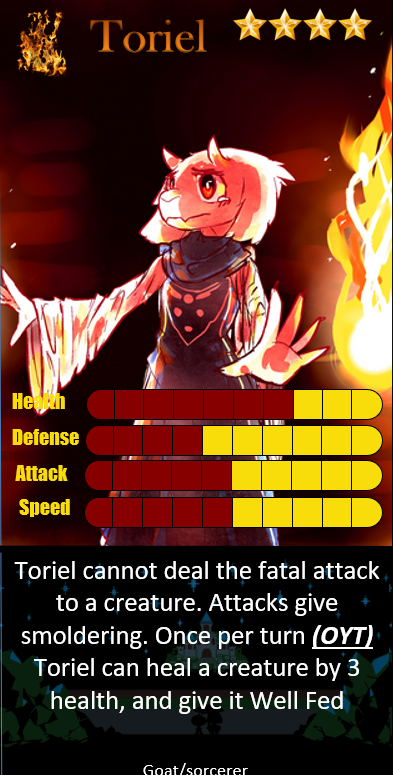 Toriel
Health
Defense
Attack
Speed
Toriel cannot deal the fatal attack
to a creature. Attacks give
smoldering. Once per turn (OYT)
Toriel can heal a creature by 3
health, and give it Well Fed
Goat/sorcerer